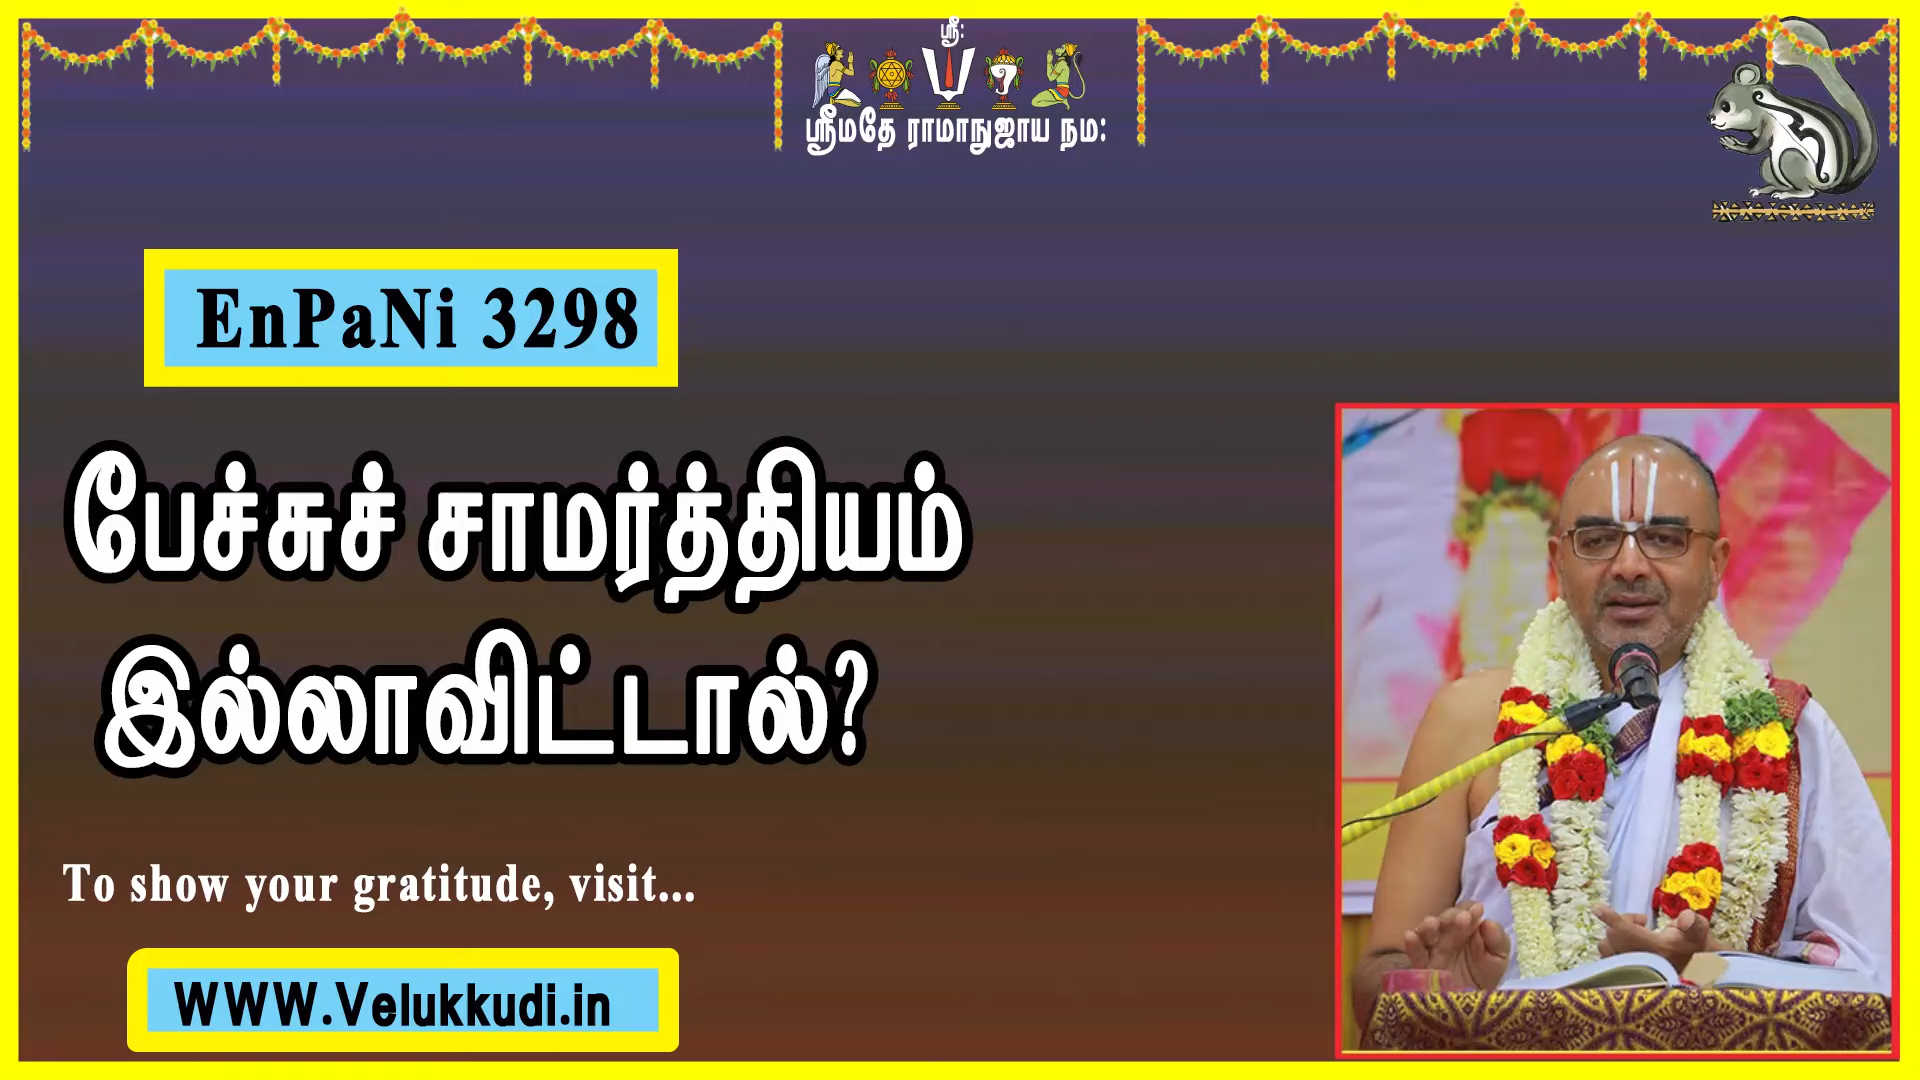 ஸ்ரீ:
ஸ்ரீமதே ராமாநுஜாய நம:
EnPaNi 3298
பேச்சுச் சாமர்த்தியம்
இல்லாவிட்டால்?
To show your gratitude, visit...
WWW.Velukkudi.in